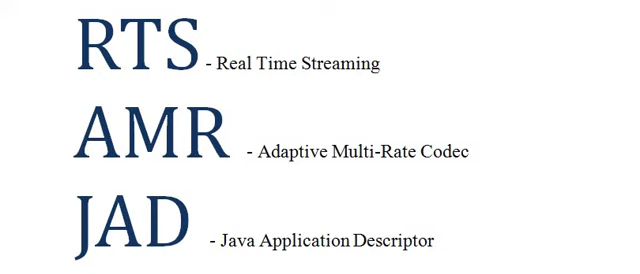 RTS - Real Time Streaming
AMR - Adaptive Multi-Rate Codec
JAD - Java Application Descriptor